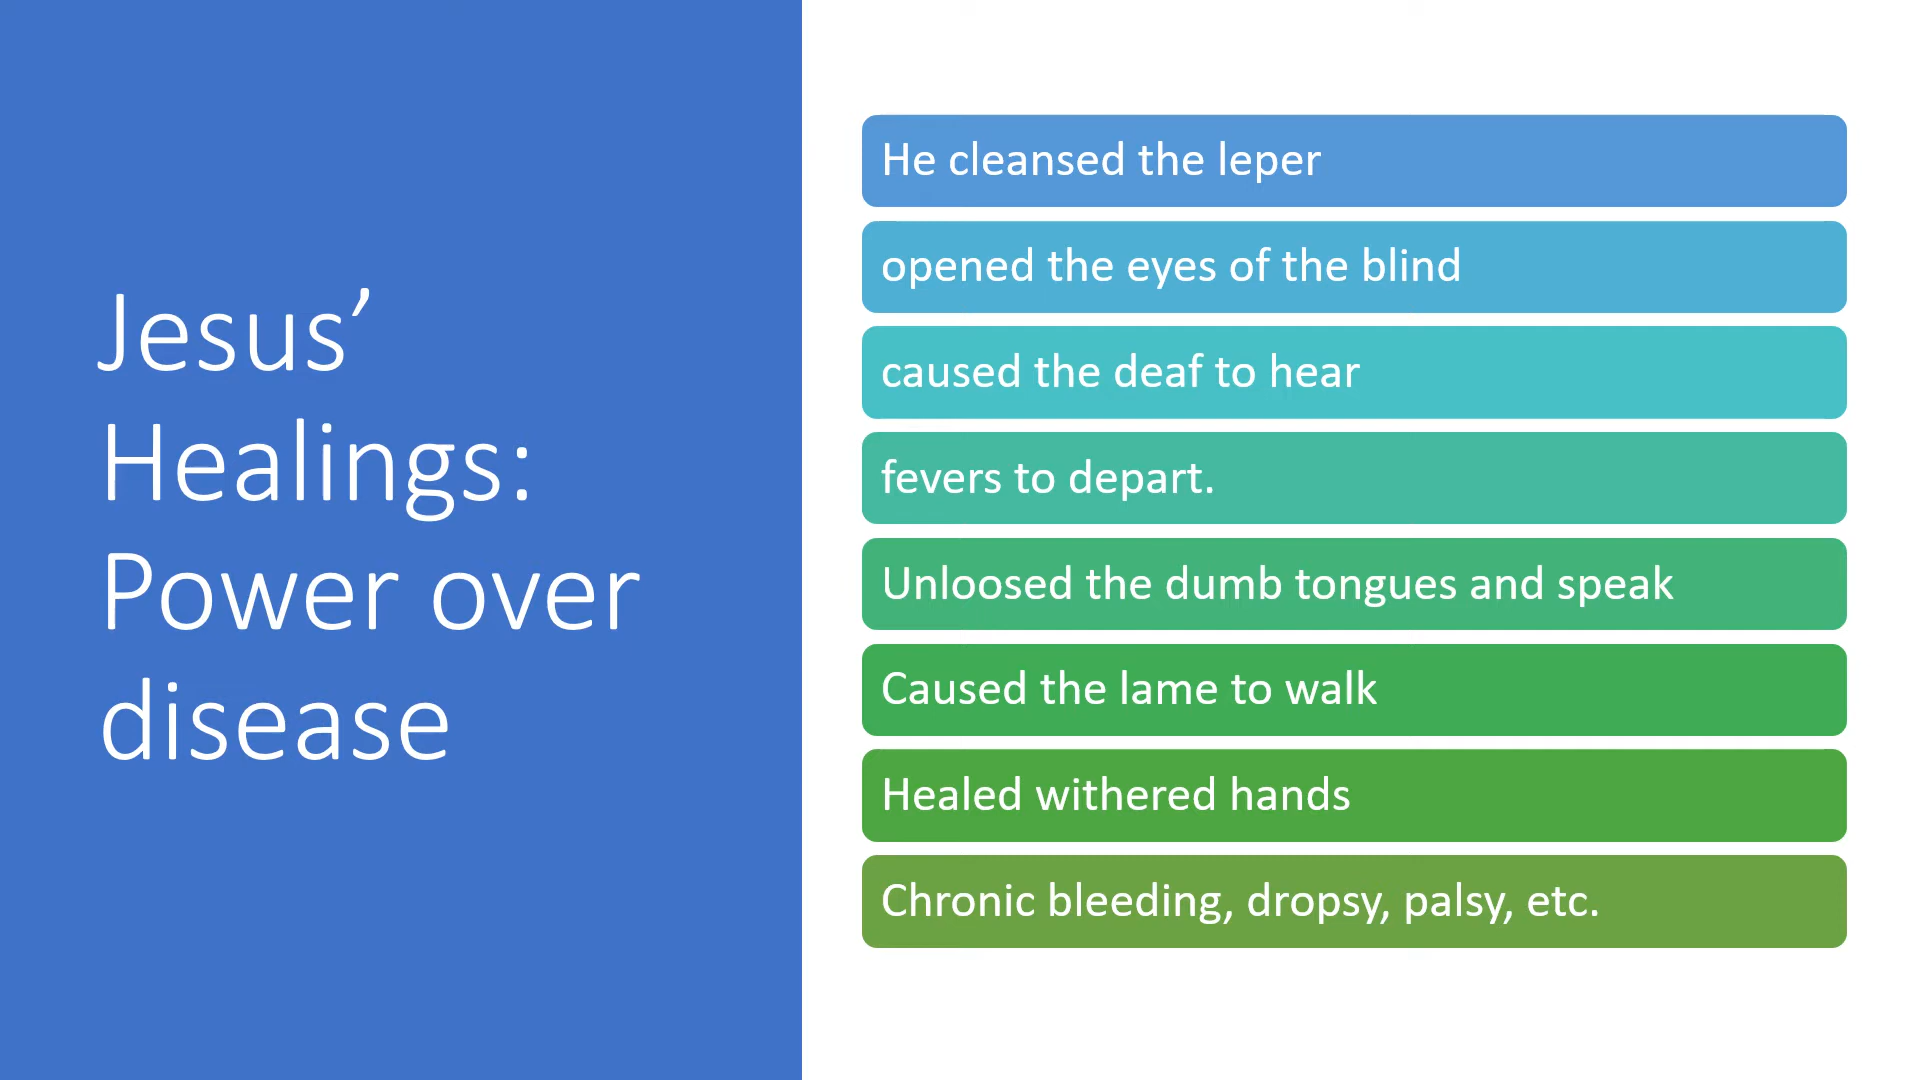 Jesus’
Healings:
Power over
disease
He cleansed the leper
opened the eyes of the blind
caused the deaf to hear
fevers to depart.
Unloosed the dumb tongues and speak
Caused the lame to walk
Healed withered hands
Chronic bleeding, dropsy, palsy, etc.